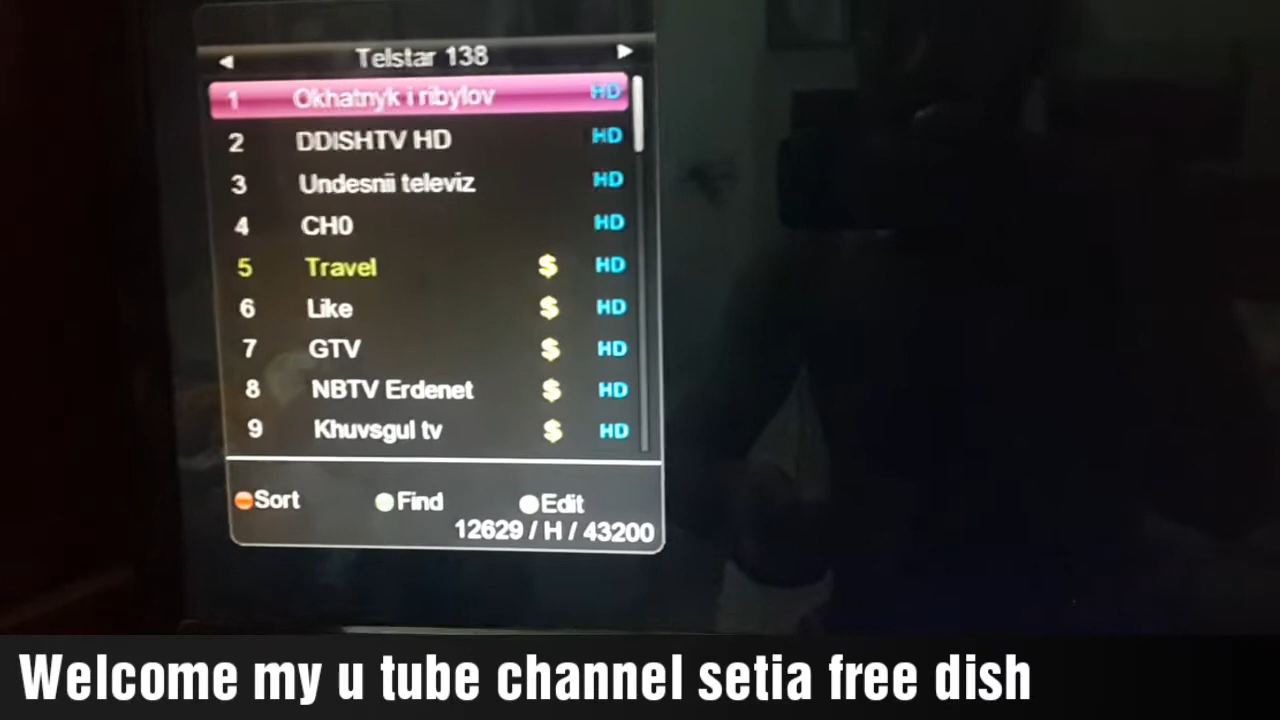 Telstar 138
1 Okhatnyk i ribylov HD
2 DDISHTV HD HD
3 Undesnii televiz HD
4 CH0 HD
5 Travel $ HD
6 Like $ HD
7 GTV $ HD
8 NBTV Erdenet $ HD
9 Khuvsgul tv $ HD
Sort Find Edit
12629 / H / 43200
Welcome my u tube channel setia free dish